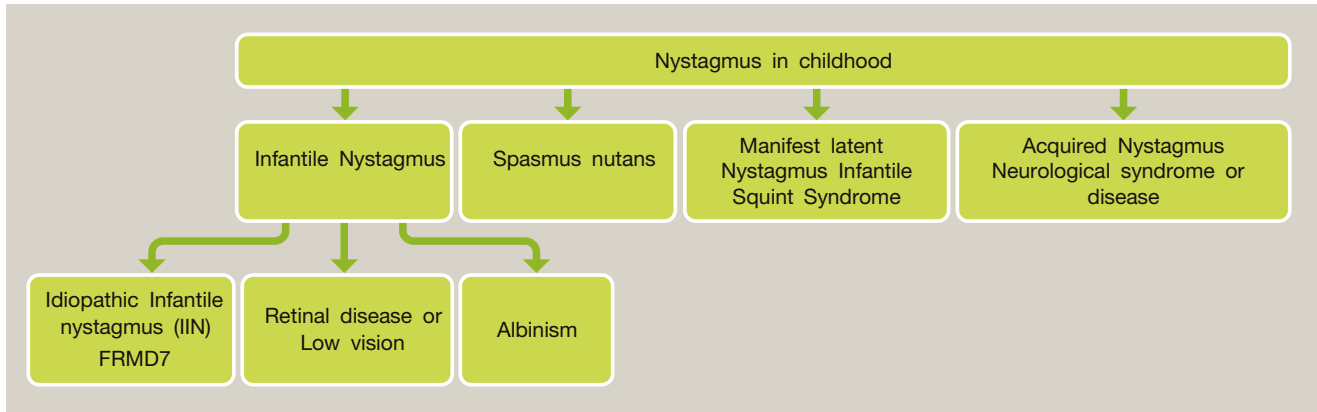 Nystagmus in childhood
Infantile Nystagmus
Spasmus nutans
Manifest latent
Nystagmus Infantile
Squint Syndrome
Acquired Nystagmus
Neurological syndrome or
disease
Idiopathic Infantile
nystagmus (IIN)
FRMD7
Retinal disease or
Low vision
Albinism